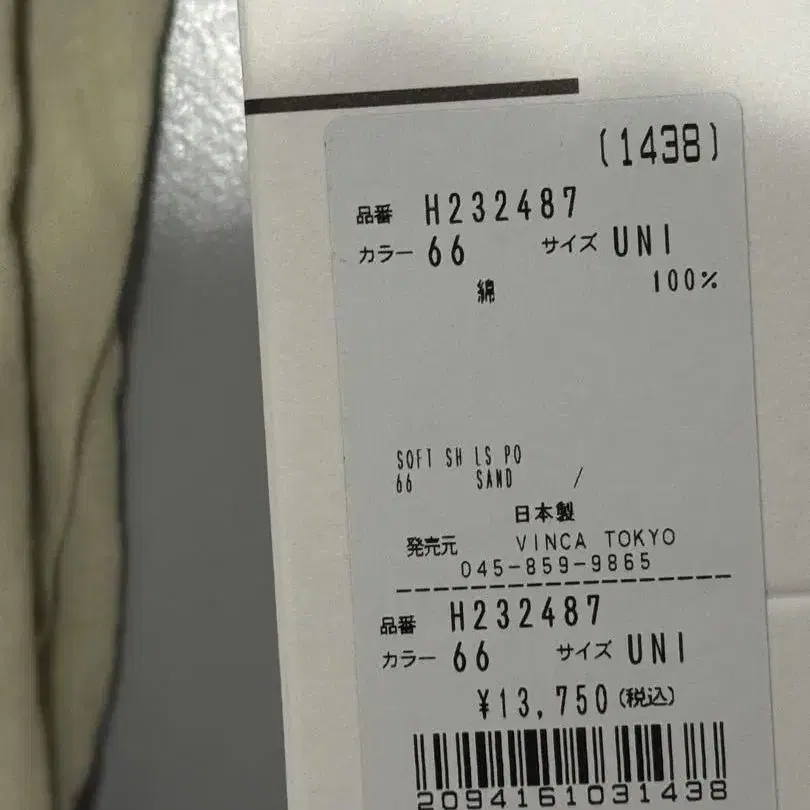 (1438)
品番 H232487
カラー 66 サイズ UNI
綿 100%
SOFT SH LS PO
66 SAND /
日本製
発売元 VINCA TOKYO
045-859-9865
品番 H232487
カラー 66 サイズ UNI
¥13,750(税込)
2094161031438